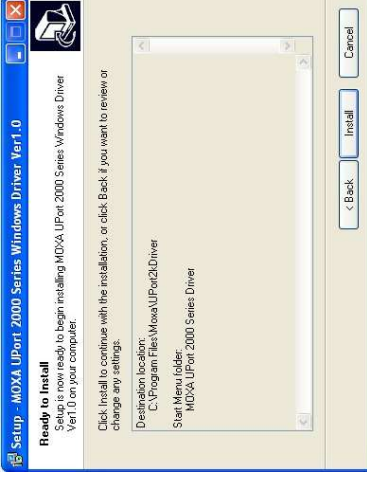 Setup - MOXA UPort 2000 Series Windows Driver Ver1.0
Ready to Install
Setup is now ready to begin installing MOXA UPort 2000 Series Windows Driver
Ver1.0 on your computer.
Click Install to continue with the installation, or click Back if you want to review or
change any settings.
Destination location:
C:\Program Files\Moxa\UPort2kDriver
Start Menu folder:
MOXA UPort 2000 Series Driver
< Back
Install
Cancel